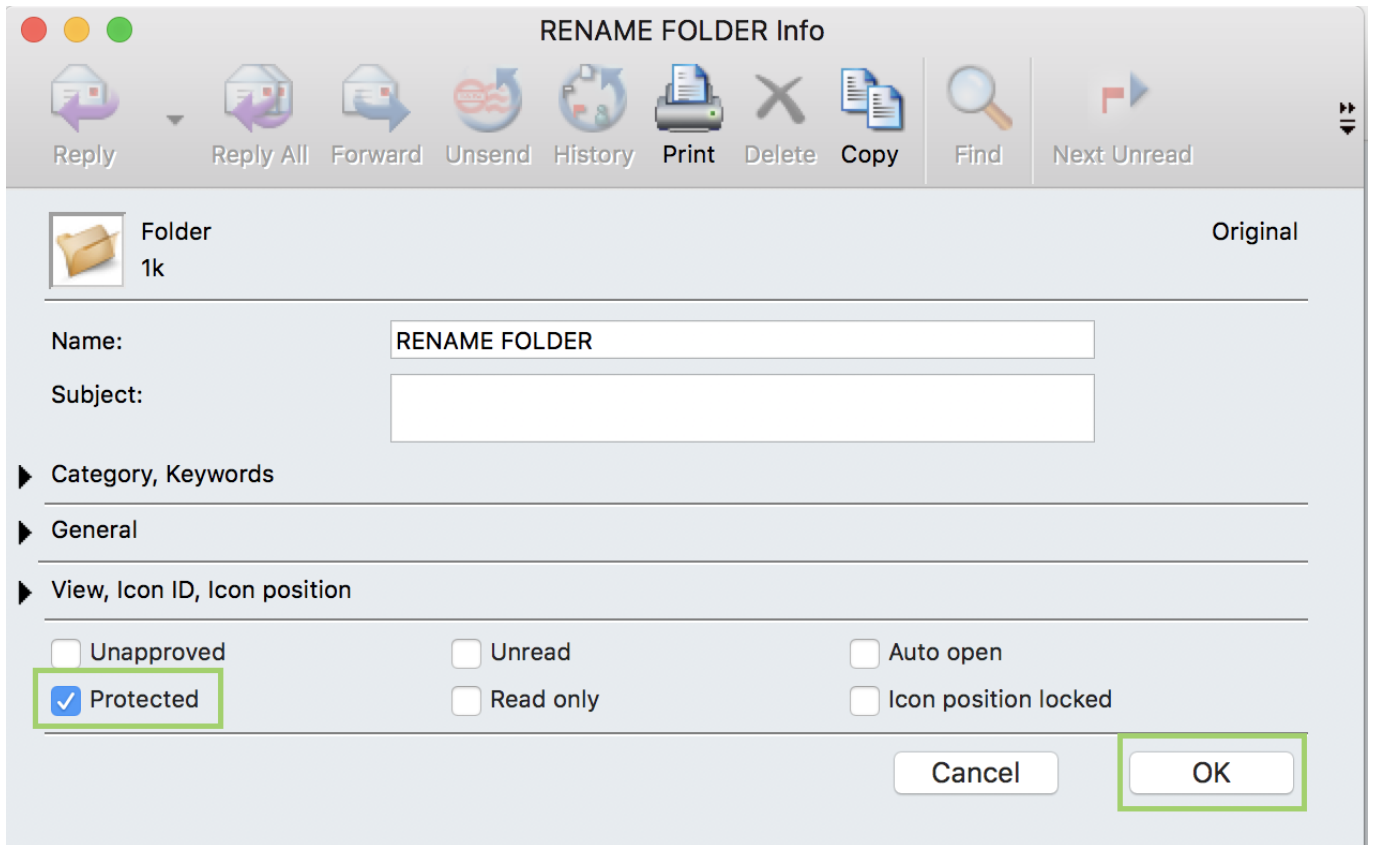 RENAME FOLDER Info
Reply Reply All Forward Unsend History Print Delete Copy Find Next Unread
Folder Original
1k
Name: RENAME FOLDER
Subject:
Category, Keywords
General
View, Icon ID, Icon position
Unapproved Unread Auto open
Protected Read only Icon position locked
Cancel OK